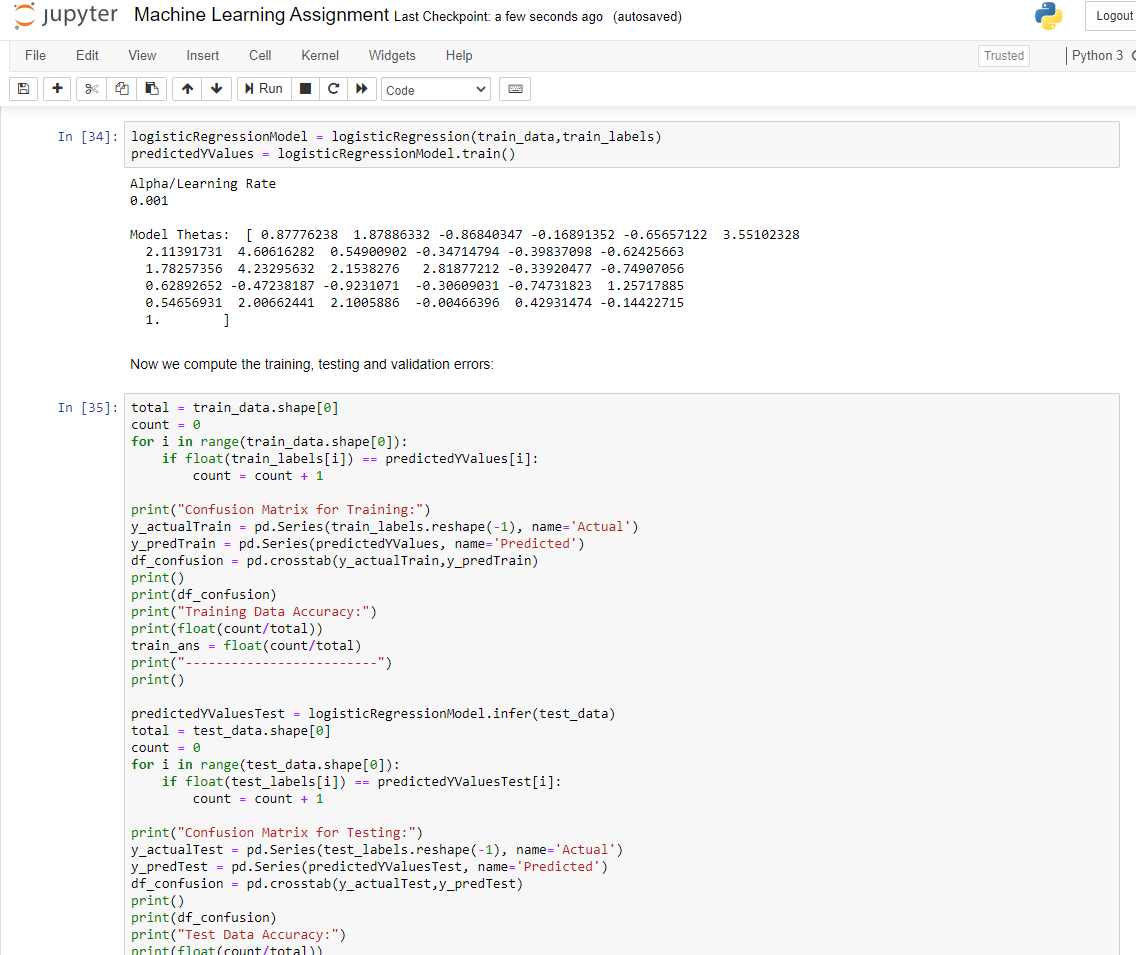 jupyter Machine Learning Assignment Last Checkpoint: a few seconds ago (autosaved)
Logout
File Edit View Insert Cell Kernel Widgets Help
Trusted
Python 3
Run
Code
In [34]:
logisticRegressionModel = logisticRegression(train_data,train_labels)
predictedYValues = logisticRegressionModel.train()
Alpha/Learning Rate
0.001
Model Thetas:  [ 0.87776238  1.87886332 -0.86840347 -0.16891352 -0.65657122  3.55102328
  2.11391731  4.60616282  0.54900902 -0.34714794 -0.39837098 -0.62425663
  1.78257356  4.23295632  2.1538276   2.81877212 -0.33920477 -0.74907056
  0.62892652 -0.47238187 -0.9231071  -0.30609031 -0.74731823  1.25717885
  0.54656931  2.00662441  2.1005886  -0.00466396  0.42931474 -0.14422715
  1.        ]
Now we compute the training, testing and validation errors:
In [35]:
total = train_data.shape[0]
count = 0
for i in range(train_data.shape[0]):
    if float(train_labels[i]) == predictedYValues[i]:
        count = count + 1
print("Confusion Matrix for Training:")
y_actualTrain = pd.Series(train_labels.reshape(-1), name='Actual')
y_predTrain = pd.Series(predictedYValues, name='Predicted')
df_confusion = pd.crosstab(y_actualTrain,y_predTrain)
print()
print(df_confusion)
print("Training Data Accuracy:")
print(float(count/total))
train_ans = float(count/total)
print("-------------------------")
print()
predictedYValuesTest = logisticRegressionModel.infer(test_data)
total = test_data.shape[0]
count = 0
for i in range(test_data.shape[0]):
    if float(test_labels[i]) == predictedYValuesTest[i]:
        count = count + 1
print("Confusion Matrix for Testing:")
y_actualTest = pd.Series(test_labels.reshape(-1), name='Actual')
y_predTest = pd.Series(predictedYValuesTest, name='Predicted')
df_confusion = pd.crosstab(y_actualTest,y_predTest)
print()
print(df_confusion)
print("Test Data Accuracy:")
print(float(count/total))